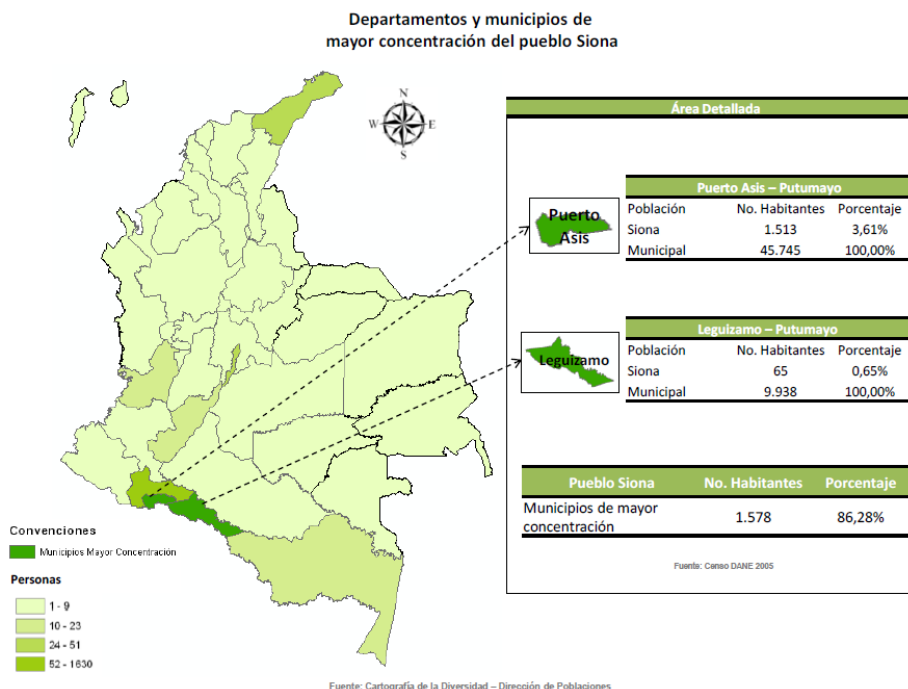 Departamentos y municipios de
mayor concentración del pueblo Siona
N
W E
S
Área Detallada
Puerto Asis – Putumayo
Población No. Habitantes Porcentaje
Siona 1.513 3,61%
Municipal 45.745 100,00%
Puerto
Asis
Leguizamo – Putumayo
Población No. Habitantes Porcentaje
Siona 65 0,65%
Municipal 9.938 100,00%
Leguizamo
Pueblo Siona No. Habitantes Porcentaje
Municipios de mayor
concentración 1.578 86,28%
Fuente: Censo DANE 2005
Convenciones
Municipios Mayor Concentración
Personas
1 - 9
10 - 23
24 - 51
52 - 1630
Fuente: Cartografía de la Diversidad – Dirección de Poblaciones